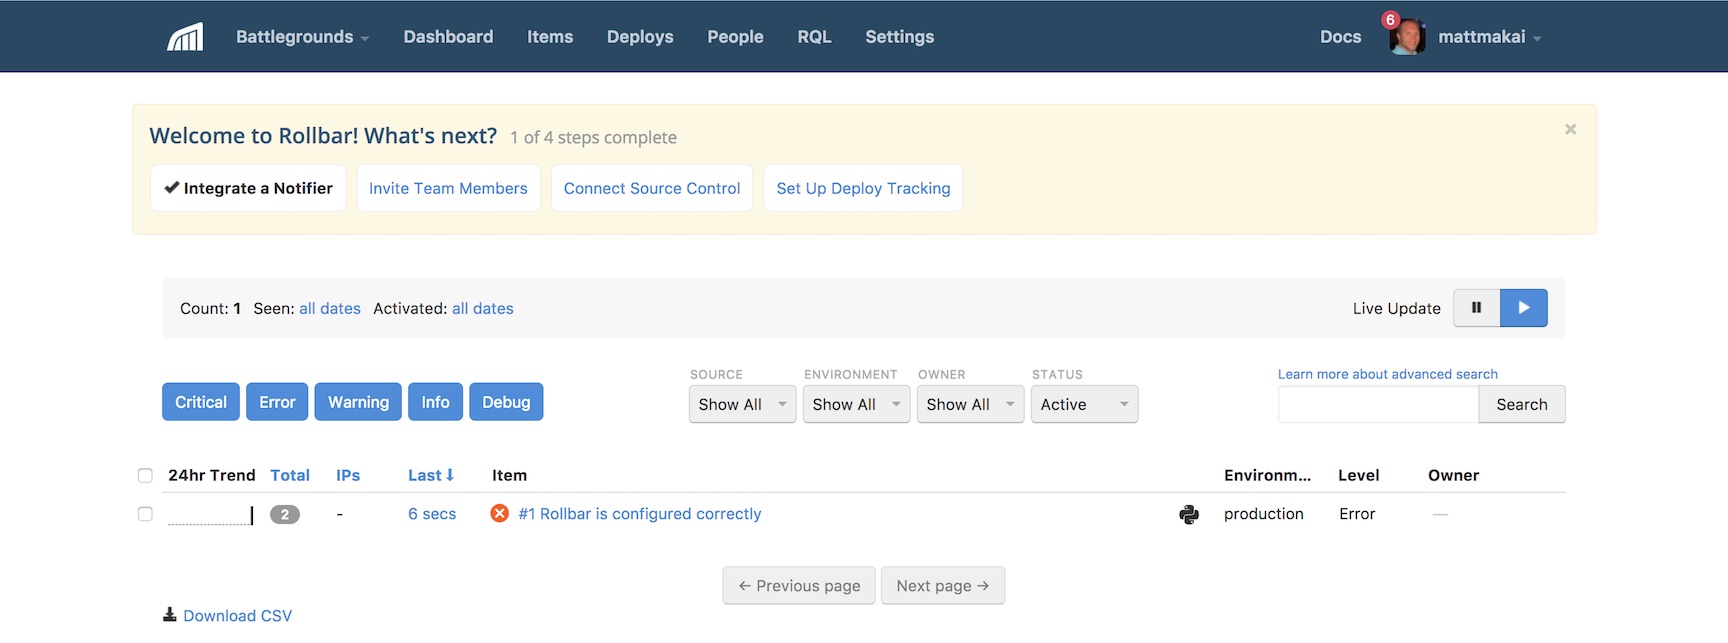 Battlegrounds Dashboard Items Deploys People RQL Settings Docs 6 mattmakai
Welcome to Rollbar! What's next? 1 of 4 steps complete ×
Integrate a Notifier Invite Team Members Connect Source Control Set Up Deploy Tracking
Count: 1 Seen: all dates Activated: all dates Live Update
SOURCE ENVIRONMENT OWNER STATUS Learn more about advanced search
Critical Error Warning Info Debug Show All Show All Show All Active Search
24hr Trend Total IPs Last Item Environm... Level Owner
2 - 6 secs #1 Rollbar is configured correctly production Error —
← Previous page Next page →
Download CSV